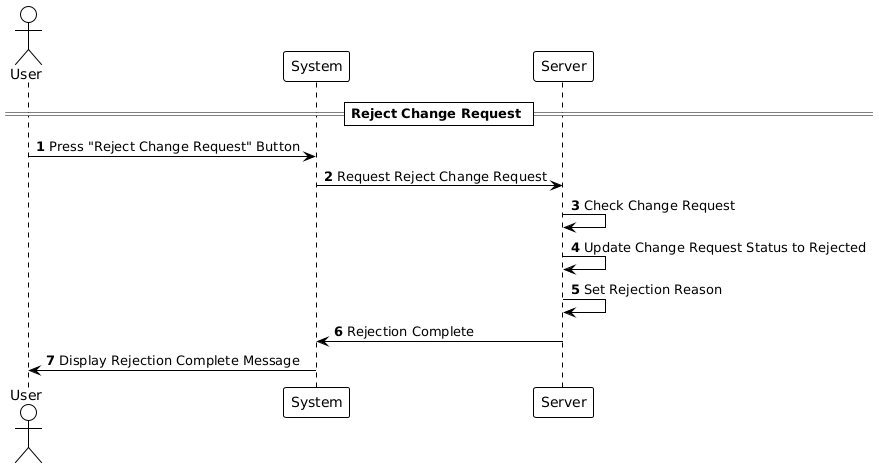 User
System
Server
Reject Change Request
1 Press "Reject Change Request" Button
2 Request Reject Change Request
3 Check Change Request
4 Update Change Request Status to Rejected
5 Set Rejection Reason
6 Rejection Complete
7 Display Rejection Complete Message
User
System
Server